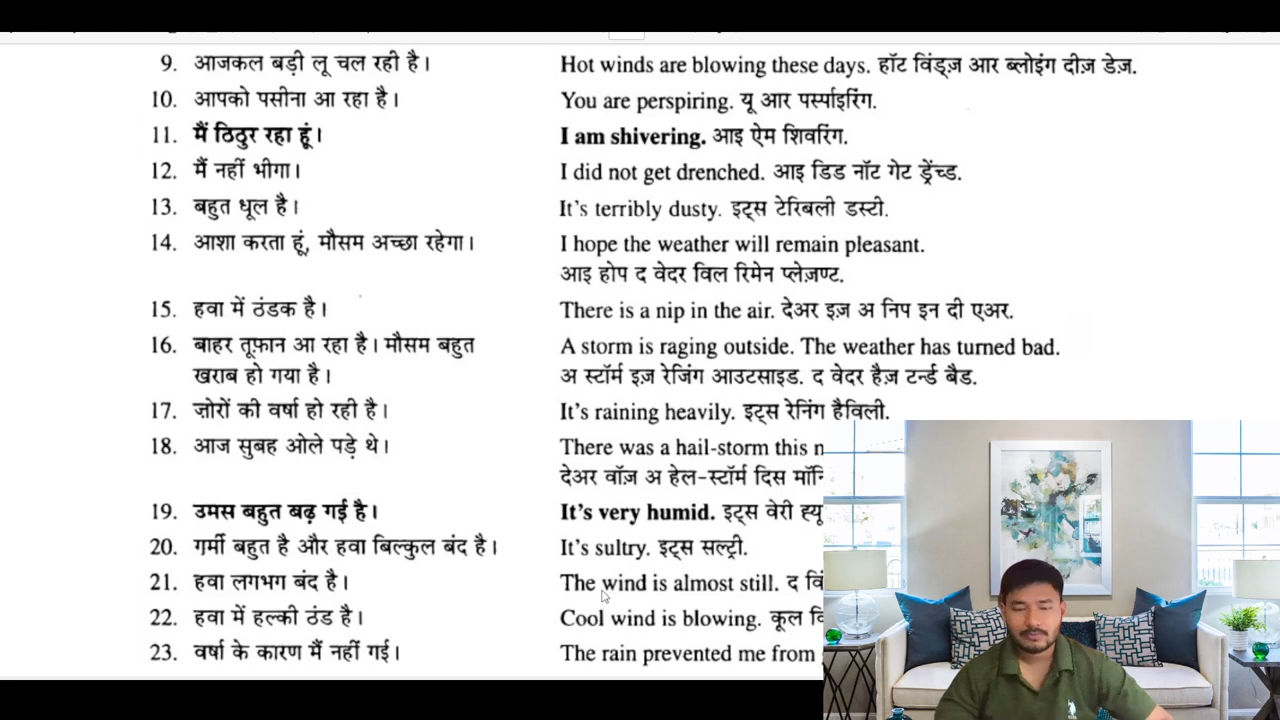 9. आजकल बड़ी लू चल रही है। Hot winds are blowing these days. हॉट विंड्ज़ आर ब्लोइंग दीज़ डेज़.
10. आपको पसीना आ रहा है। You are perspiring. यू आर पर्स्पाइरिंग.
11. मैं ठिठुर रहा हूं। I am shivering. आइ ऐम शिवरिंग.
12. मैं नहीं भीगा। I did not get drenched. आइ डिड नॉट गेट ड्रेंच्ड.
13. बहुत धूल है। It's terribly dusty. इट्स टेरिबली डस्टी.
14. आशा करता हूं, मौसम अच्छा रहेगा। I hope the weather will remain pleasant.
आइ होप द वेदर विल रिमेन प्लेज़ण्ट.
15. हवा में ठंडक है। There is a nip in the air. देअर इज़ अ निप इन दी एअर.
16. बाहर तूफ़ान आ रहा है। मौसम बहुत A storm is raging outside. The weather has turned bad.
खराब हो गया है। अ स्टॉर्म इज़ रेजिंग आउटसाइड. द वेदर हैज़ टर्न्ड बैड.
17. ज़ोरों की वर्षा हो रही है। It's raining heavily. इट्स रेनिंग हैविली.
18. आज सुबह ओले पड़े थे। There was a hail-storm this
देअर वॉज़ अ हेल-स्टॉर्म दिस
19. उमस बहुत बढ़ गई है। It's very humid. इट्स वेरी
20. गर्मी बहुत है और हवा बिल्कुल बंद है। It's sultry. इट्स सल्ट्री.
21. हवा लगभग बंद है। The wind is almost still. द
22. हवा में हल्की ठंड है। Cool wind is blowing. कूल
23. वर्षा के कारण मैं नहीं गई। The rain prevented me from